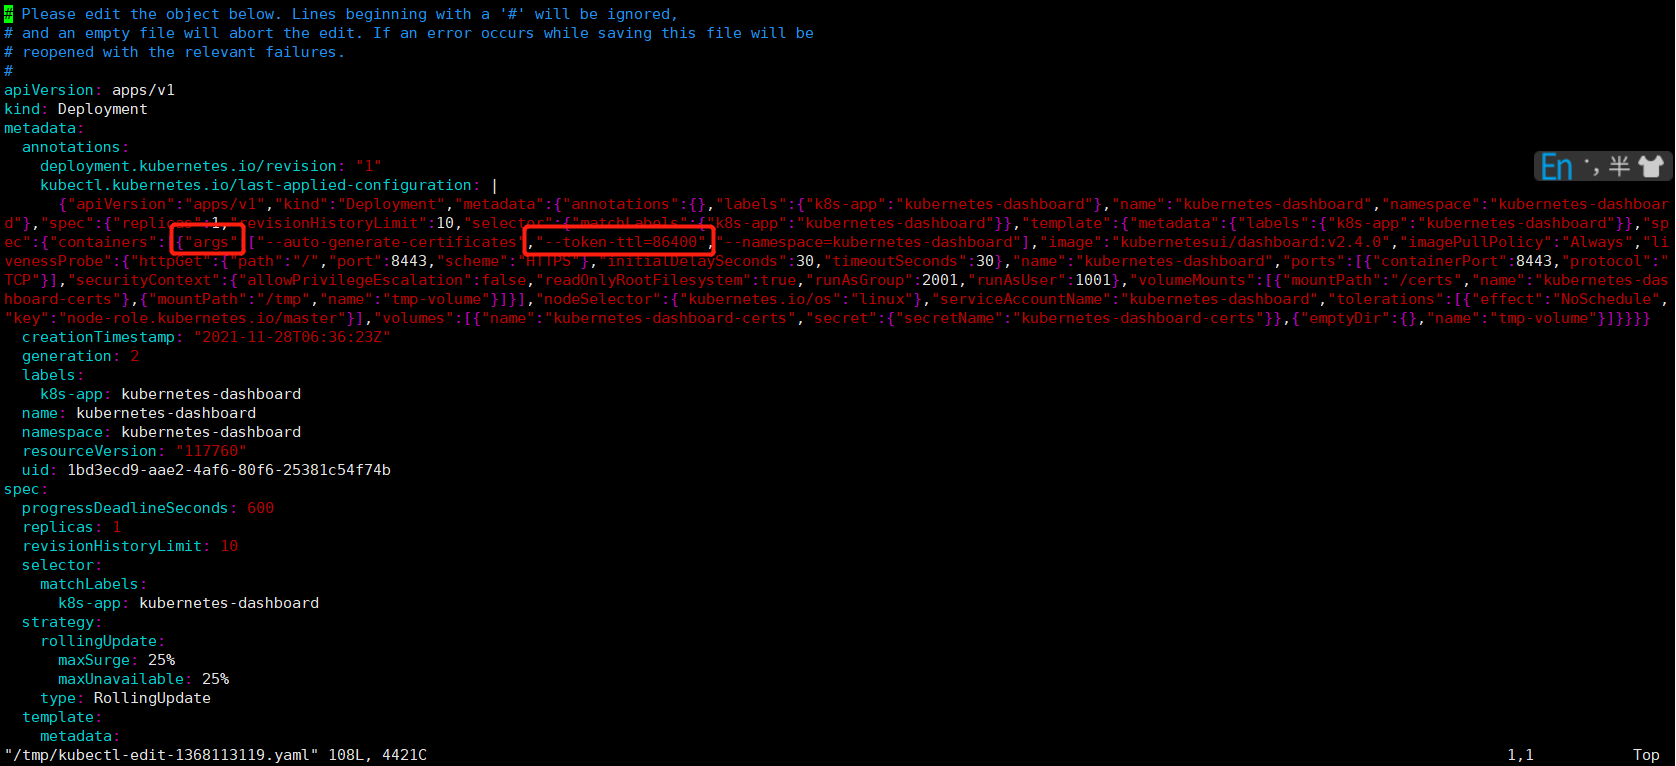 # Please edit the object below. Lines beginning with a '#' will be ignored,
# and an empty file will abort the edit. If an error occurs while saving this file will be
# reopened with the relevant failures.
#
apiVersion: apps/v1
kind: Deployment
metadata:
  annotations:
    deployment.kubernetes.io/revision: "1"
    kubectl.kubernetes.io/last-applied-configuration: |
      {"apiVersion":"apps/v1","kind":"Deployment","metadata":{"annotations":{},"labels":{"k8s-app":"kubernetes-dashboard"},"name":"kubernetes-dashboard","namespace":"kubernetes-dashboar
d"},"spec":{"replicas":1,"revisionHistoryLimit":10,"selector":{"matchLabels":{"k8s-app":"kubernetes-dashboard"}},"template":{"metadata":{"labels":{"k8s-app":"kubernetes-dashboard"}},"sp
ec":{"containers":[{"args":["--auto-generate-certificates","--token-ttl=86400","--namespace=kubernetes-dashboard"],"image":"kubernetesui/dashboard:v2.4.0","imagePullPolicy":"Always","li
venessProbe":{"httpGet":{"path":"/","port":8443,"scheme":"HTTPS"},"initialDelaySeconds":30,"timeoutSeconds":30},"name":"kubernetes-dashboard","ports":[{"containerPort":8443,"protocol":"
TCP"}],"securityContext":{"allowPrivilegeEscalation":false,"readOnlyRootFilesystem":true,"runAsGroup":2001,"runAsUser":1001},"volumeMounts":[{"mountPath":"/certs","name":"kubernetes-das
hboard-certs"},{"mountPath":"/tmp","name":"tmp-volume"}]}],"nodeSelector":{"kubernetes.io/os":"linux"},"serviceAccountName":"kubernetes-dashboard","tolerations":[{"effect":"NoSchedule",
"key":"node-role.kubernetes.io/master"}],"volumes":[{"name":"kubernetes-dashboard-certs","secret":{"secretName":"kubernetes-dashboard-certs"}},{"emptyDir":{},"name":"tmp-volume"}]}}}}
  creationTimestamp: "2021-11-28T06:36:23Z"
  generation: 2
  labels:
    k8s-app: kubernetes-dashboard
  name: kubernetes-dashboard
  namespace: kubernetes-dashboard
  resourceVersion: "117760"
  uid: 1bd3ecd9-aae2-4af6-80f6-25381c54f74b
spec:
  progressDeadlineSeconds: 600
  replicas: 1
  revisionHistoryLimit: 10
  selector:
    matchLabels:
      k8s-app: kubernetes-dashboard
  strategy:
    rollingUpdate:
      maxSurge: 25%
      maxUnavailable: 25%
    type: RollingUpdate
  template:
    metadata:
"/tmp/kubectl-edit-1368113119.yaml" 108L, 4421C 1,1 Top
En ·, 半